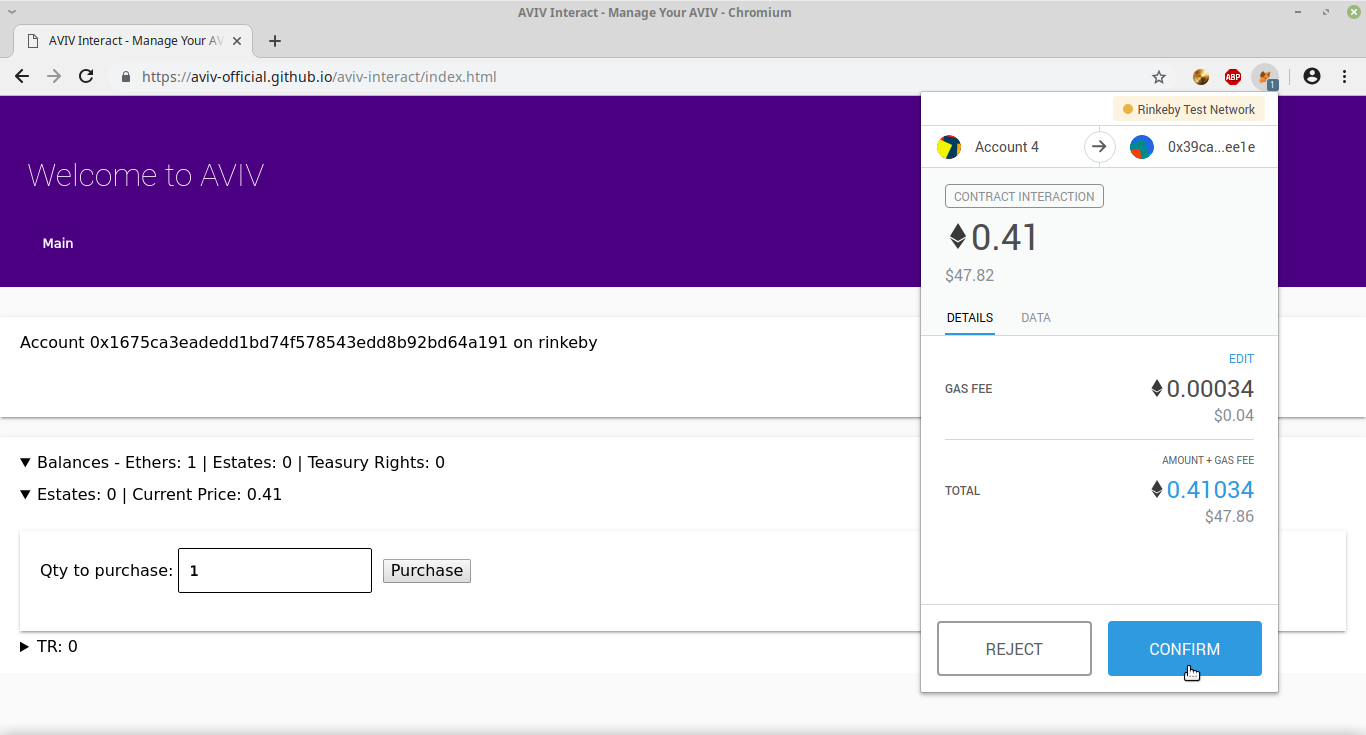 AVIV Interact - Manage Your AVIV - Chromium
AVIV Interact - Manage Your AV
https://aviv-official.github.io/aviv-interact/index.html
ABP
1
Welcome to AVIV
Main
Account 0x1675ca3eadedd1bd74f578543edd8b92bd64a191 on rinkeby
Balances - Ethers: 1 | Estates: 0 | Teasury Rights: 0
Estates: 0 | Current Price: 0.41
Qty to purchase: 1 Purchase
TR: 0
Rinkeby Test Network
Account 4 0x39ca...ee1e
CONTRACT INTERACTION
0.41
$47.82
DETAILS DATA
EDIT
GAS FEE 0.00034
$0.04
AMOUNT + GAS FEE
TOTAL 0.41034
$47.86
REJECT CONFIRM